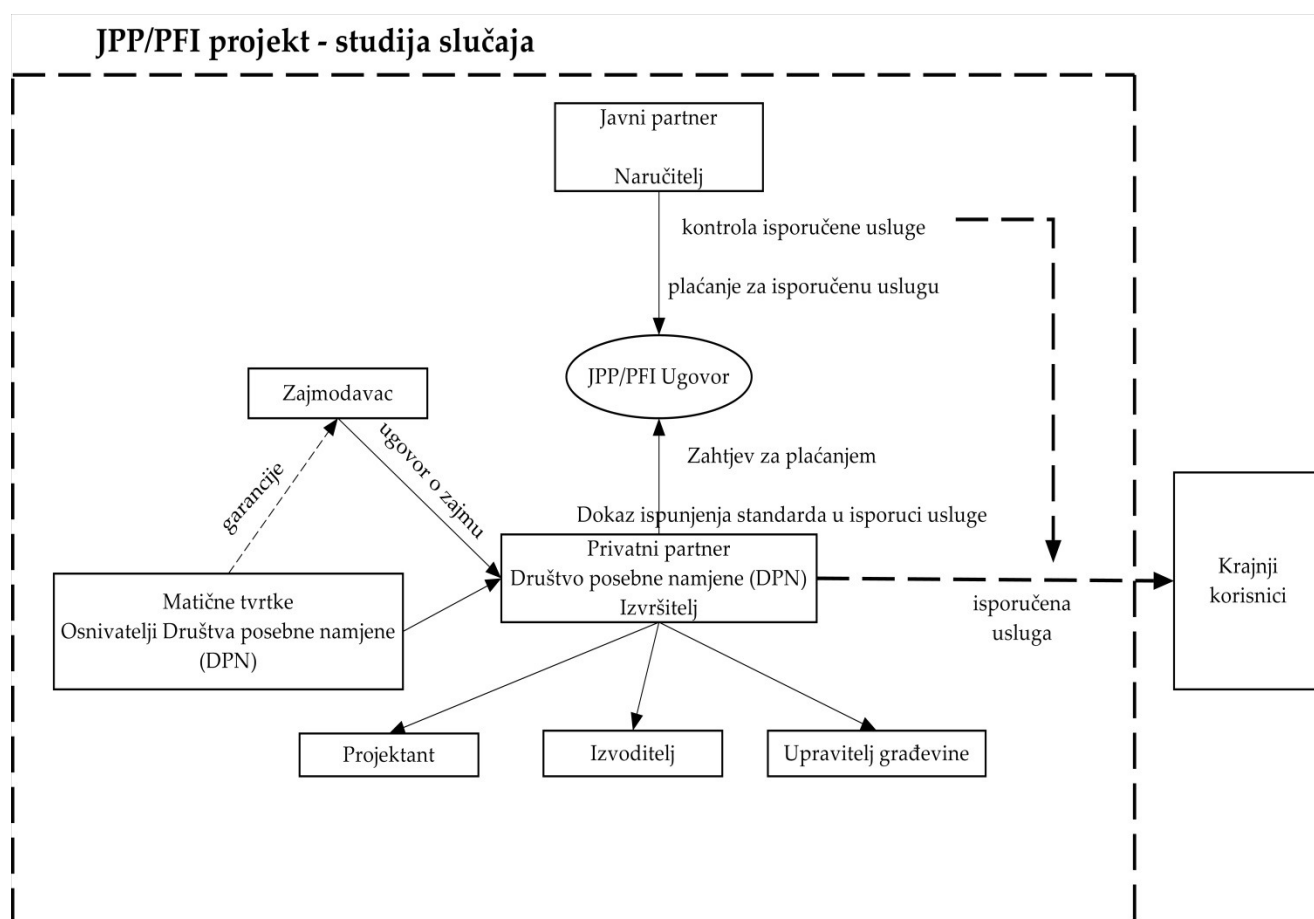 JPP/PFI projekt - studija slučaja
Javni partner
Naručitelj
kontrola isporučene usluge
plaćanje za isporučenu uslugu
JPP/PFI Ugovor
Zajmodavac
ugovor o zajmu
garancije
Zahtjev za plaćanjem
Dokaz ispunjenja standarda u isporuci usluge
Privatni partner
Društvo posebne namjene (DPN)
Izvršitelj
Matične tvrtke
Osnivatelji Društva posebne namjene
(DPN)
isporučena
usluga
Krajnji
korisnici
Projektant
Izvoditelj
Upravitelj građevine